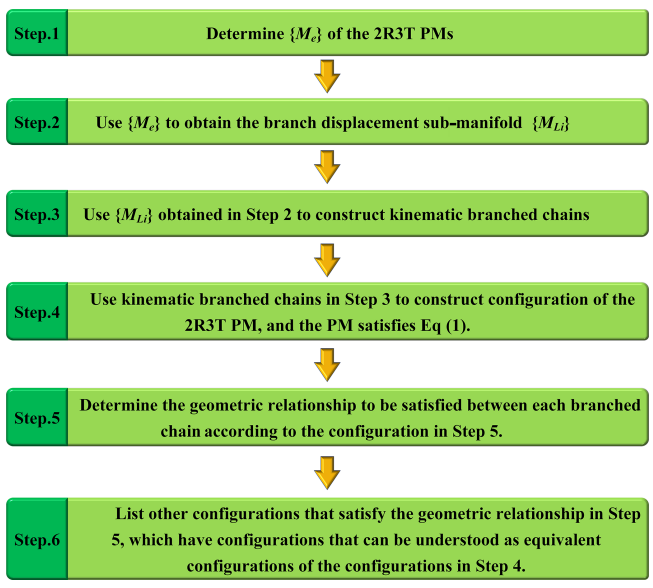 Step.1
Determine {Me} of the 2R3T PMs
Step.2
Use {Me} to obtain the branch displacement sub-manifold {MLi}
Step.3
Use {MLi} obtained in Step 2 to construct kinematic branched chains
Step.4
Use kinematic branched chains in Step 3 to construct configuration of the
2R3T PM, and the PM satisfies Eq (1).
Step.5
Determine the geometric relationship to be satisfied between each branched
chain according to the configuration in Step 5.
Step.6
List other configurations that satisfy the geometric relationship in Step
5, which have configurations that can be understood as equivalent
configurations of the configurations in Step 4.